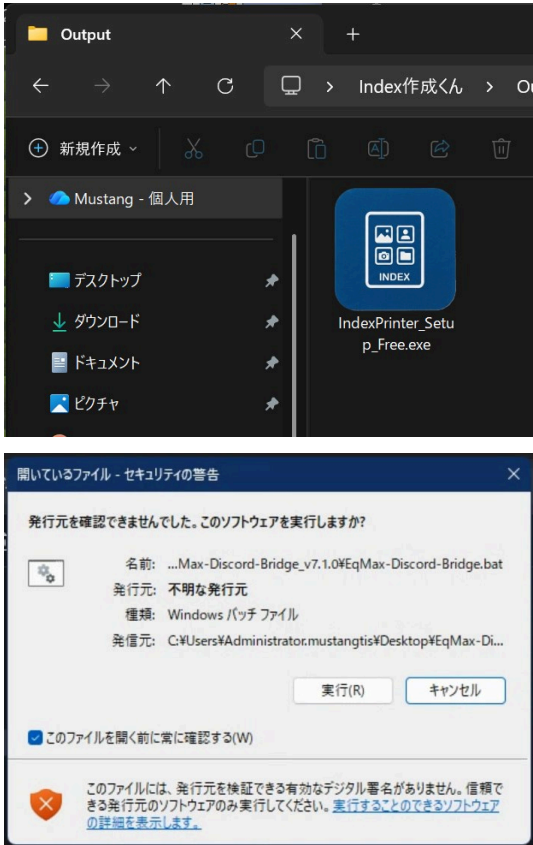 Output
Index作成くん
新規作成
Mustang - 個人用
デスクトップ
ダウンロード
ドキュメント
ピクチャ
INDEX
IndexPrinter_Setu
p_Free.exe
開いているファイル - セキュリティの警告
発行元を確認できませんでした。このソフトウェアを実行しますか?
名前: ...Max-Discord-Bridge_v7.1.0¥EqMax-Discord-Bridge.bat
発行元: 不明な発行元
種類: Windows バッチ ファイル
発信元: C:¥Users¥Administrator.mustangtis¥Desktop¥EqMax-Di...
実行(R) キャンセル
このファイルを開く前に常に確認する(W)
このファイルには、発行元を検証できる有効なデジタル署名がありません。信頼で
きる発行元のソフトウェアのみ実行してください。実行することのできるソフトウェア
の詳細を表示します。